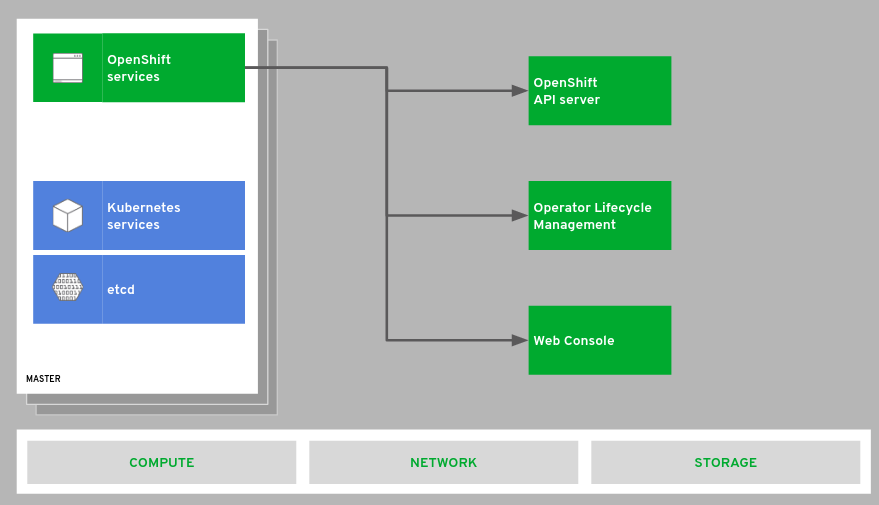 OpenShift
services
Kubernetes
services
etcd
MASTER
OpenShift
API server
Operator Lifecycle
Management
Web Console
COMPUTE
NETWORK
STORAGE